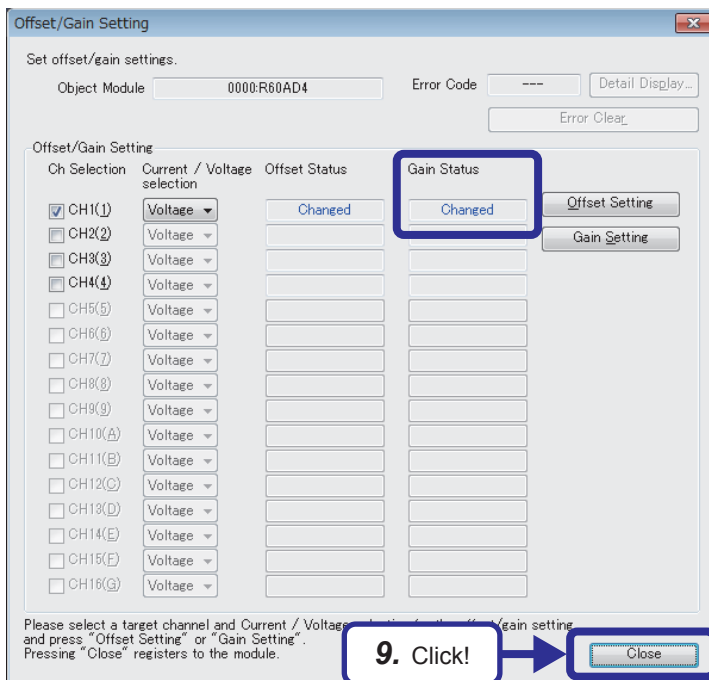 Offset/Gain Setting
Set offset/gain settings.
Object Module 0000:R60AD4 Error Code --- Detail Display...
Error Clear
Offset/Gain Setting
Ch Selection Current / Voltage selection Offset Status Gain Status
CH1(1) Voltage Changed Changed Offset Setting
CH2(2) Voltage Gain Setting
CH3(3) Voltage
CH4(4) Voltage
CH5(5) Voltage
CH6(6) Voltage
CH7(7) Voltage
CH8(8) Voltage
CH9(9) Voltage
CH10(A) Voltage
CH11(B) Voltage
CH12(C) Voltage
CH13(D) Voltage
CH14(E) Voltage
CH15(F) Voltage
CH16(G) Voltage
Please select a target channel and Current / Voltage /gain setting
and press "Offset Setting" or "Gain Setting".
Pressing "Close" registers to the module.
9. Click!
Close